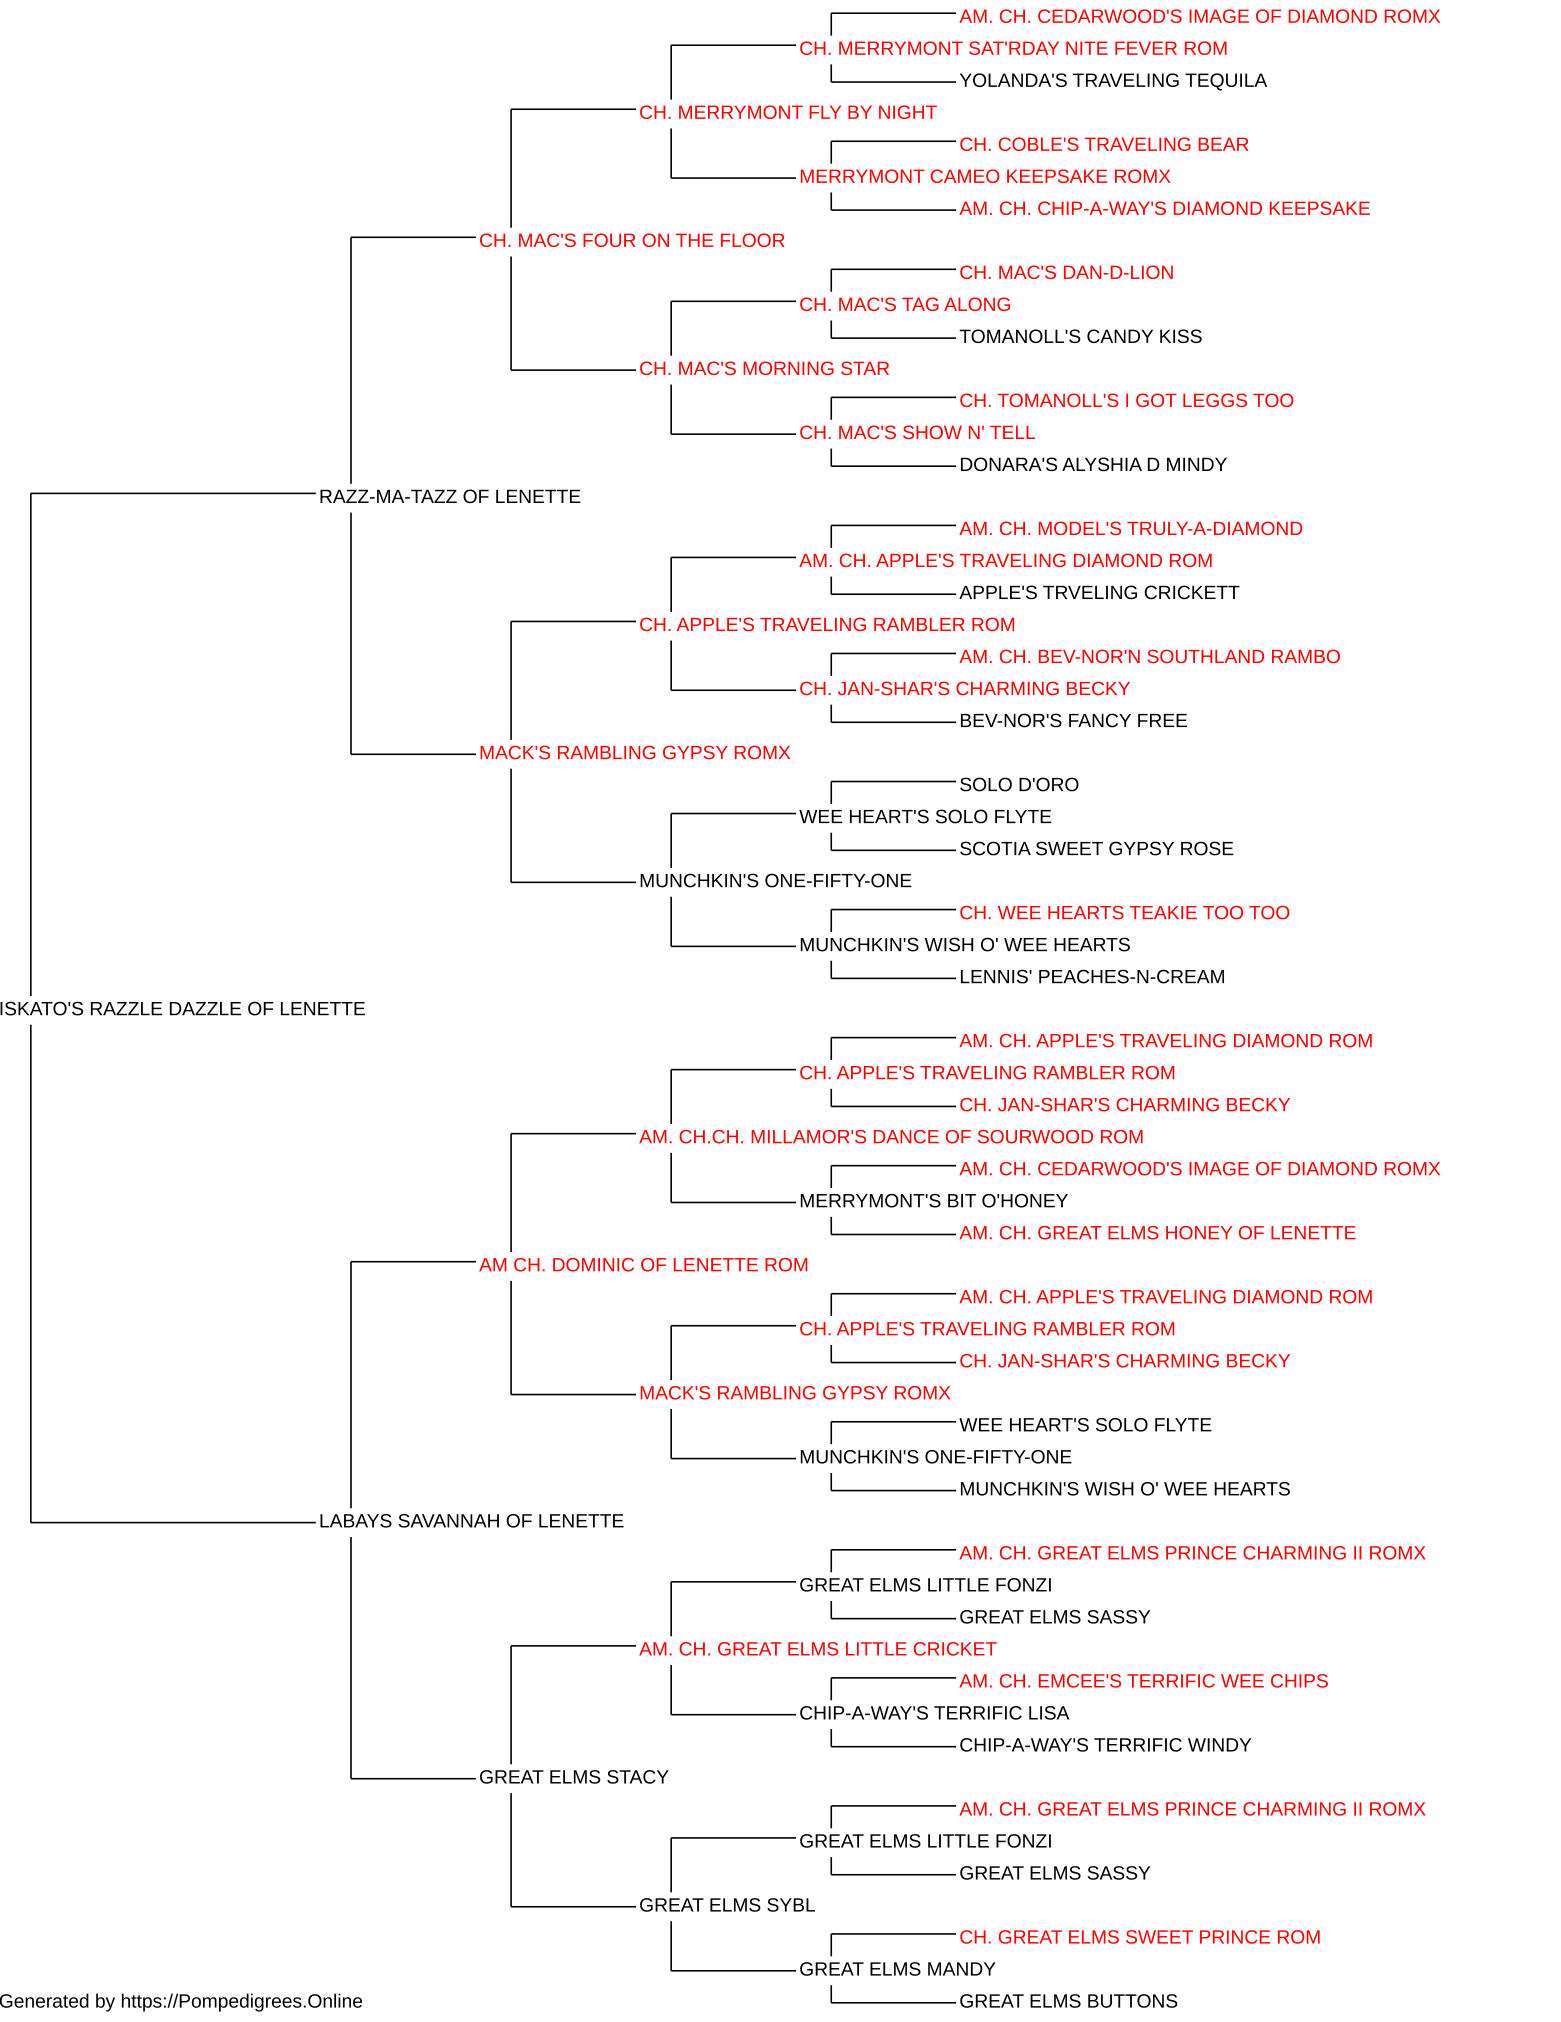 AM. CH. CEDARWOOD'S IMAGE OF DIAMOND ROMX
CH. MERRYMONT SAT'RDAY NITE FEVER ROM
YOLANDA'S TRAVELING TEQUILA
CH. MERRYMONT FLY BY NIGHT
CH. COBLE'S TRAVELING BEAR
MERRYMONT CAMEO KEEPSAKE ROMX
AM. CH. CHIP-A-WAY'S DIAMOND KEEPSAKE
CH. MAC'S FOUR ON THE FLOOR
CH. MAC'S DAN-D-LION
CH. MAC'S TAG ALONG
TOMANOLL'S CANDY KISS
CH. MAC'S MORNING STAR
CH. TOMANOLL'S I GOT LEGGS TOO
CH. MAC'S SHOW N' TELL
DONARA'S ALYSHIA D MINDY
RAZZ-MA-TAZZ OF LENETTE
AM. CH. MODEL'S TRULY-A-DIAMOND
AM. CH. APPLE'S TRAVELING DIAMOND ROM
APPLE'S TRVELING CRICKETT
CH. APPLE'S TRAVELING RAMBLER ROM
AM. CH. BEV-NOR'N SOUTHLAND RAMBO
CH. JAN-SHAR'S CHARMING BECKY
BEV-NOR'S FANCY FREE
MACK'S RAMBLING GYPSY ROMX
SOLO D'ORO
WEE HEART'S SOLO FLYTE
SCOTIA SWEET GYPSY ROSE
MUNCHKIN'S ONE-FIFTY-ONE
CH. WEE HEARTS TEAKIE TOO TOO
MUNCHKIN'S WISH O' WEE HEARTS
LENNIS' PEACHES-N-CREAM
ISKATO'S RAZZLE DAZZLE OF LENETTE
AM. CH. APPLE'S TRAVELING DIAMOND ROM
CH. APPLE'S TRAVELING RAMBLER ROM
CH. JAN-SHAR'S CHARMING BECKY
AM. CH.CH. MILLAMOR'S DANCE OF SOURWOOD ROM
AM. CH. CEDARWOOD'S IMAGE OF DIAMOND ROMX
MERRYMONT'S BIT O'HONEY
AM. CH. GREAT ELMS HONEY OF LENETTE
AM CH. DOMINIC OF LENETTE ROM
AM. CH. APPLE'S TRAVELING DIAMOND ROM
CH. APPLE'S TRAVELING RAMBLER ROM
CH. JAN-SHAR'S CHARMING BECKY
MACK'S RAMBLING GYPSY ROMX
WEE HEART'S SOLO FLYTE
MUNCHKIN'S ONE-FIFTY-ONE
MUNCHKIN'S WISH O' WEE HEARTS
LABAYS SAVANNAH OF LENETTE
AM. CH. GREAT ELMS PRINCE CHARMING II ROMX
GREAT ELMS LITTLE FONZI
GREAT ELMS SASSY
AM. CH. GREAT ELMS LITTLE CRICKET
AM. CH. EMCEE'S TERRIFIC WEE CHIPS
CHIP-A-WAY'S TERRIFIC LISA
CHIP-A-WAY'S TERRIFIC WINDY
GREAT ELMS STACY
AM. CH. GREAT ELMS PRINCE CHARMING II ROMX
GREAT ELMS LITTLE FONZI
GREAT ELMS SASSY
GREAT ELMS SYBL
CH. GREAT ELMS SWEET PRINCE ROM
GREAT ELMS MANDY
GREAT ELMS BUTTONS
Generated by https://Pompedigrees.Online